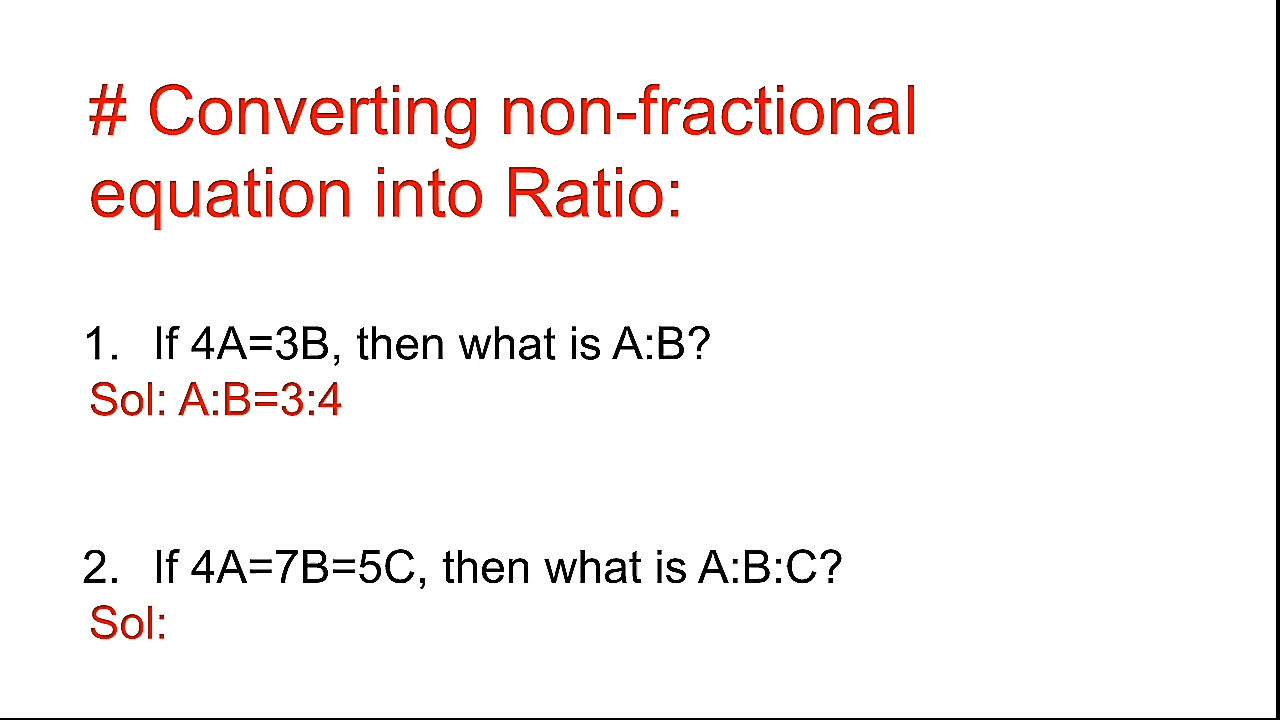 # Converting non-fractional
equation into Ratio:
1. If 4A=3B, then what is A:B?
Sol: A:B=3:4
2. If 4A=7B=5C, then what is A:B:C?
Sol: